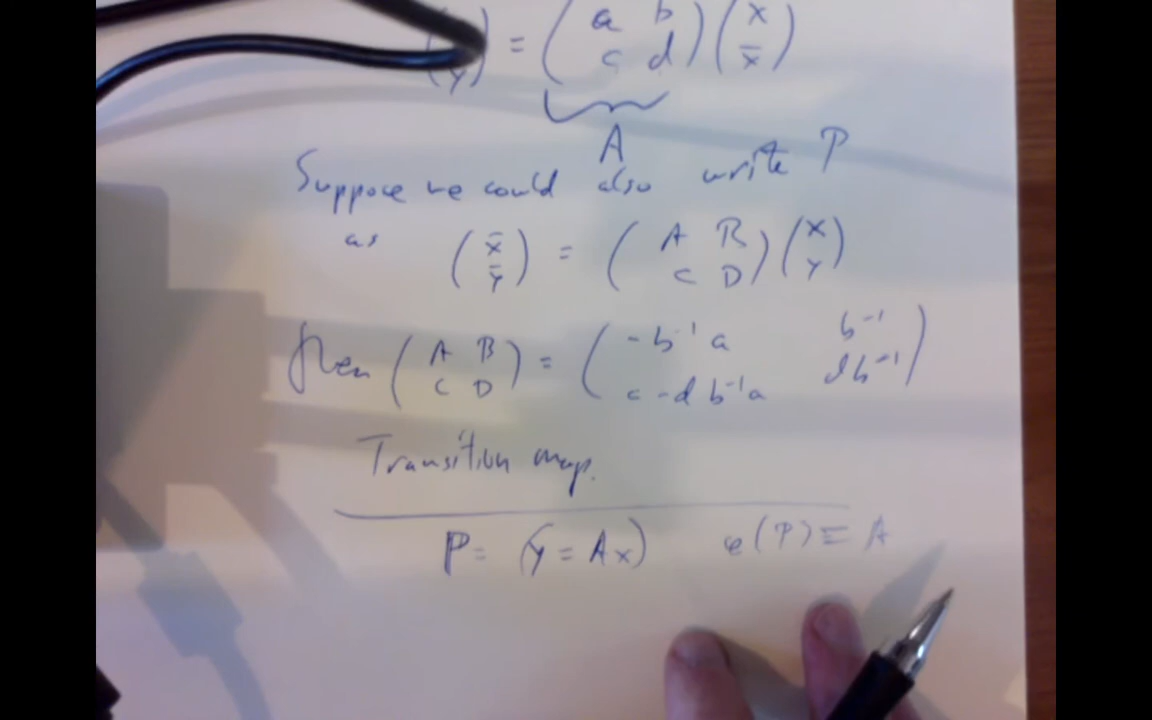 ( y ) = ( a b c d ) ( x x̄ )
A
Suppose we could also write P
as ( x̄ ȳ ) = ( A B C D ) ( x y )
then ( A B C D ) = ( -b⁻¹a b⁻¹ c - d b⁻¹a d b⁻¹ )
Transition map.
P = (y = Ax) φ(P) = A